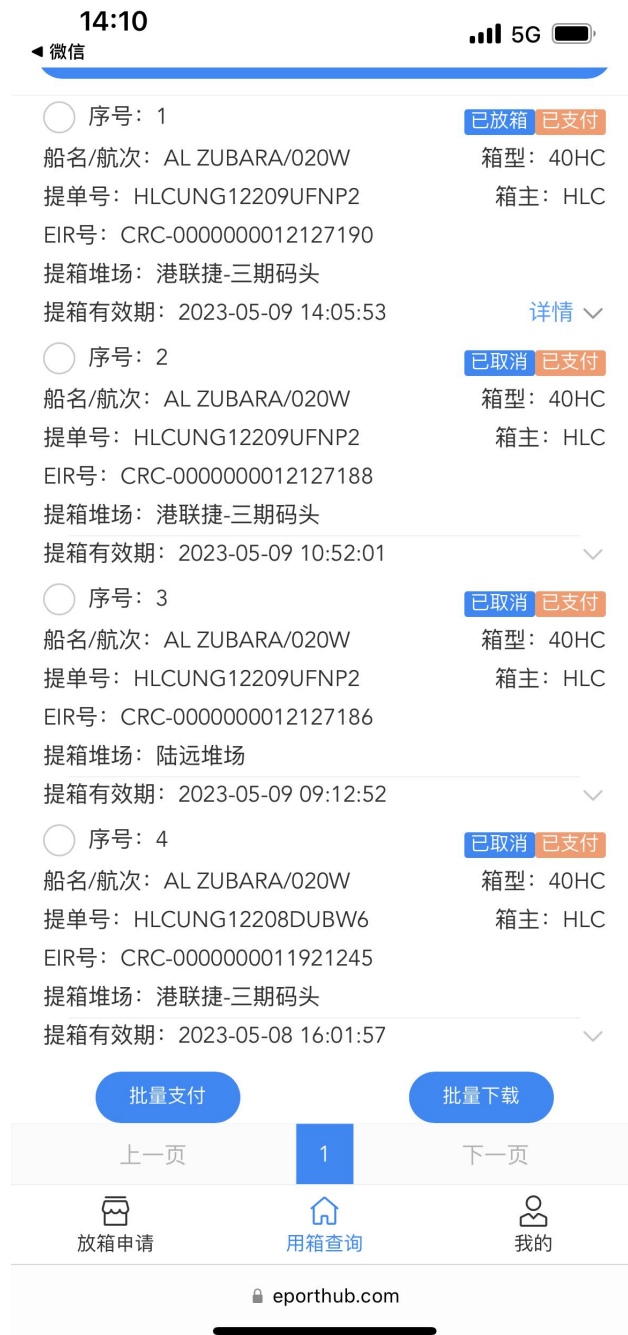 14:10
5G
◀ 微信
序号：1 已放箱 已支付
船名/航次：AL ZUBARA/020W 箱型：40HC
提单号：HLCUNG12209UFNP2 箱主：HLC
EIR号：CRC-0000000012127190
提箱堆场：港联捷-三期码头
提箱有效期：2023-05-09 14:05:53 详情
序号：2 已取消 已支付
船名/航次：AL ZUBARA/020W 箱型：40HC
提单号：HLCUNG12209UFNP2 箱主：HLC
EIR号：CRC-0000000012127188
提箱堆场：港联捷-三期码头
提箱有效期：2023-05-09 10:52:01
序号：3 已取消 已支付
船名/航次：AL ZUBARA/020W 箱型：40HC
提单号：HLCUNG12209UFNP2 箱主：HLC
EIR号：CRC-0000000012127186
提箱堆场：陆远堆场
提箱有效期：2023-05-09 09:12:52
序号：4 已取消 已支付
船名/航次：AL ZUBARA/020W 箱型：40HC
提单号：HLCUNG12208DUBW6 箱主：HLC
EIR号：CRC-0000000011921245
提箱堆场：港联捷-三期码头
提箱有效期：2023-05-08 16:01:57
批量支付 批量下载
上一页 1 下一页
放箱申请 用箱查询 我的
eporthub.com